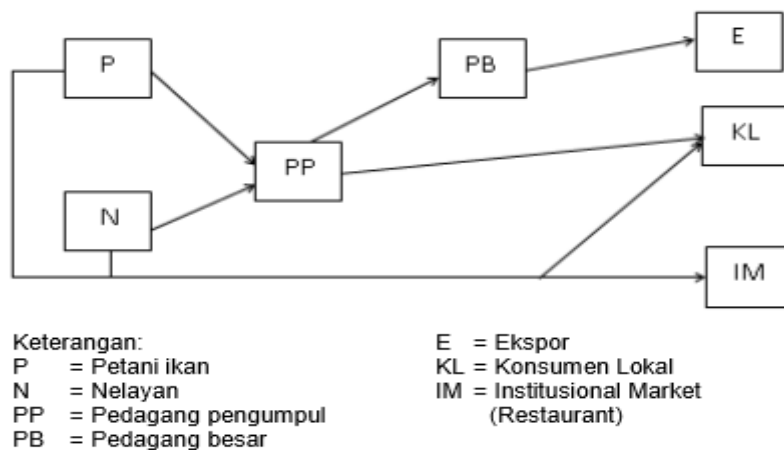 P
PB
E
PP
KL
N
IM
Keterangan:
P = Petani ikan
N = Nelayan
PP = Pedagang pengumpul
PB = Pedagang besar
E = Ekspor
KL = Konsumen Lokal
IM = Institusional Market
(Restaurant)